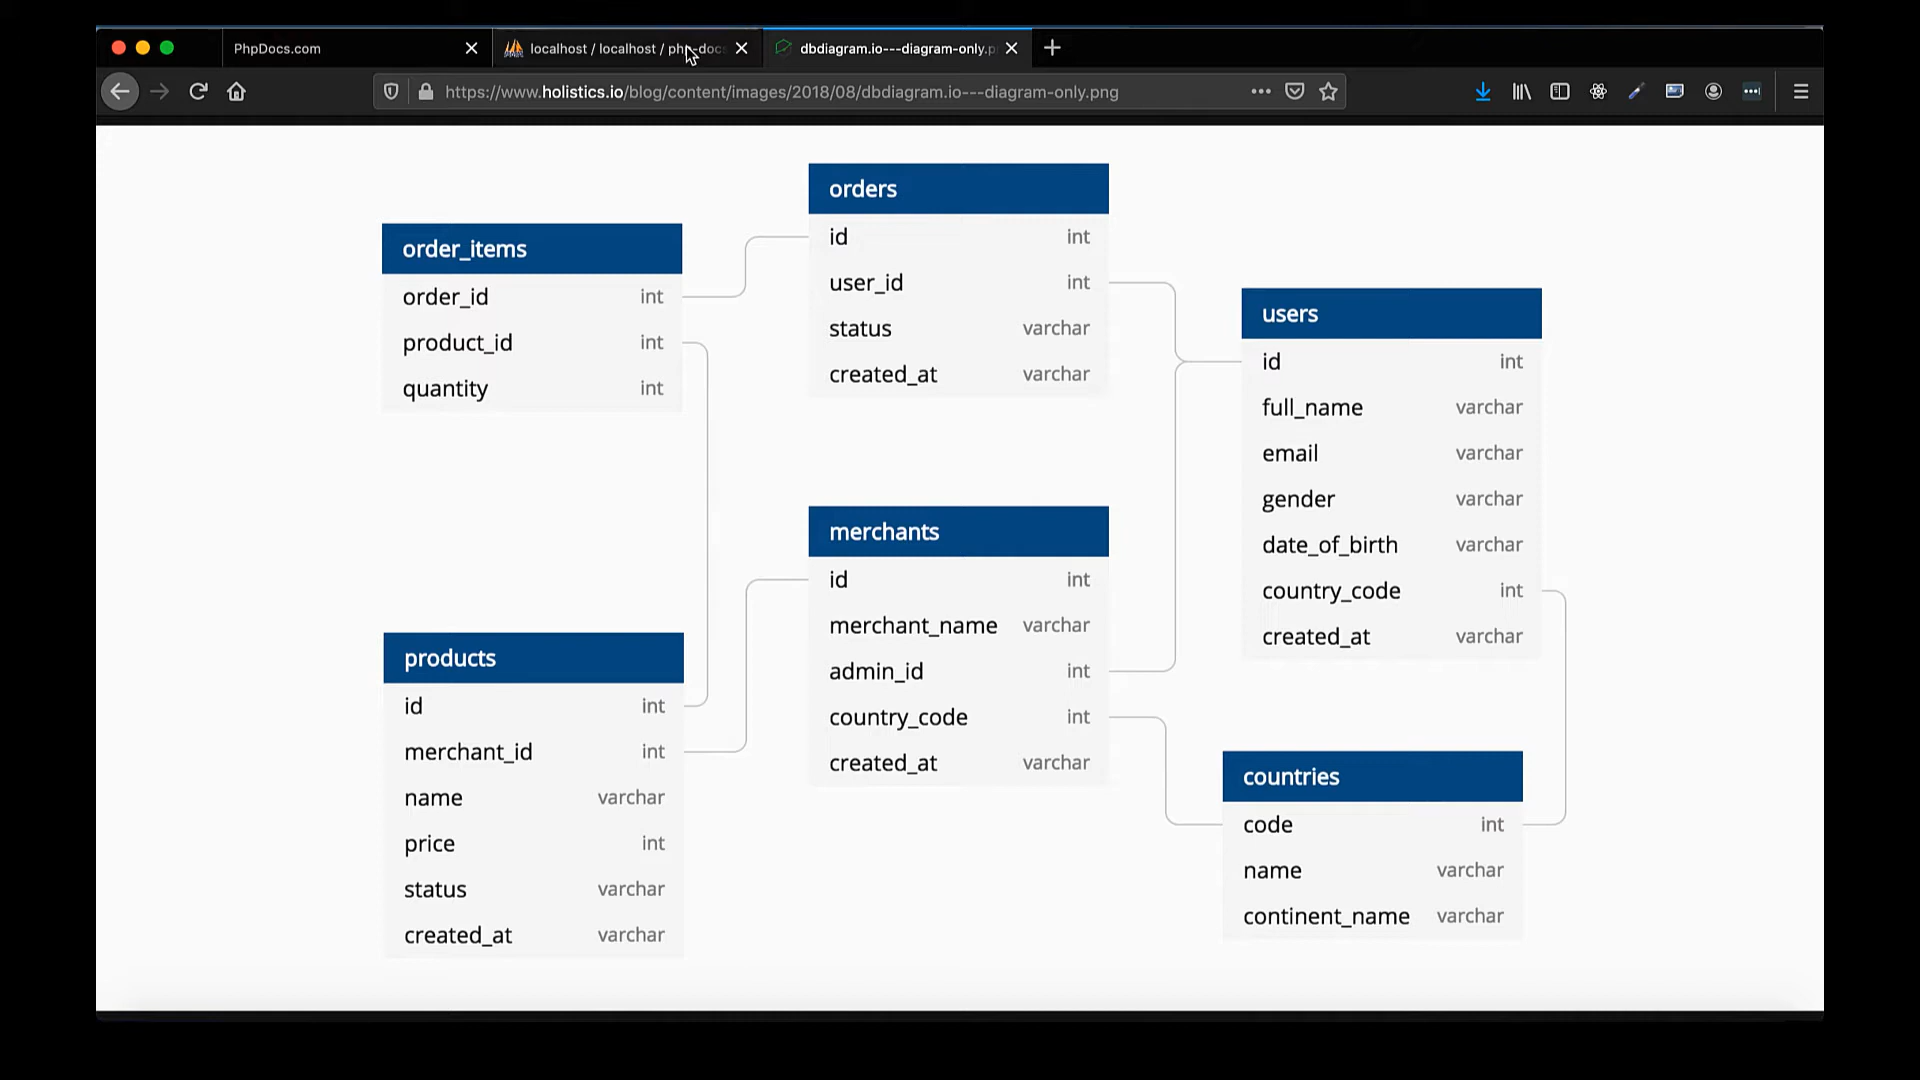 PhpDocs.com
localhost / localhost / php-docs
dbdiagram.io---diagram-only.p
https://www.holistics.io/blog/content/images/2018/08/dbdiagram.io---diagram-only.png
orders
id int
user_id int
status varchar
created_at varchar
order_items
order_id int
product_id int
quantity int
users
id int
full_name varchar
email varchar
gender varchar
date_of_birth varchar
country_code int
created_at varchar
merchants
id int
merchant_name varchar
admin_id int
country_code int
created_at varchar
products
id int
merchant_id int
name varchar
price int
status varchar
created_at varchar
countries
code int
name varchar
continent_name varchar